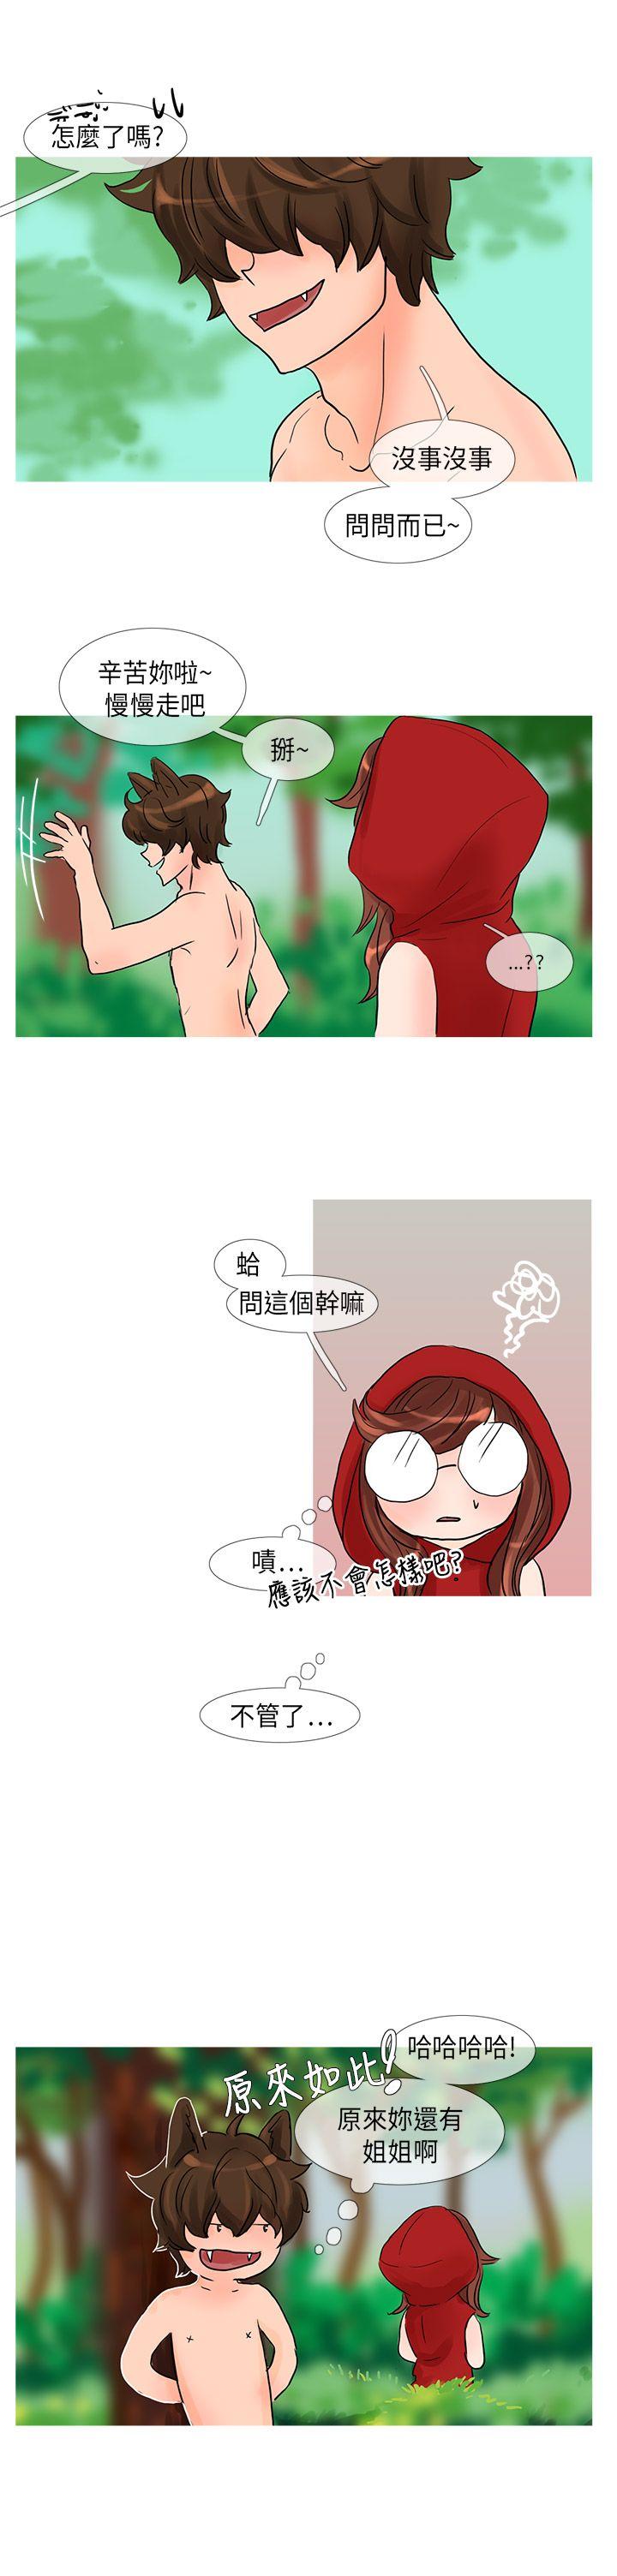 怎麼了嗎?
沒事沒事
問問而已~
辛苦妳啦~
慢慢走吧
掰~
...??
蛤
問這個幹嘛
嘖...
應該不會怎樣吧?
不管了...
哈哈哈哈!
原來如此!
原來妳還有
姐姐啊